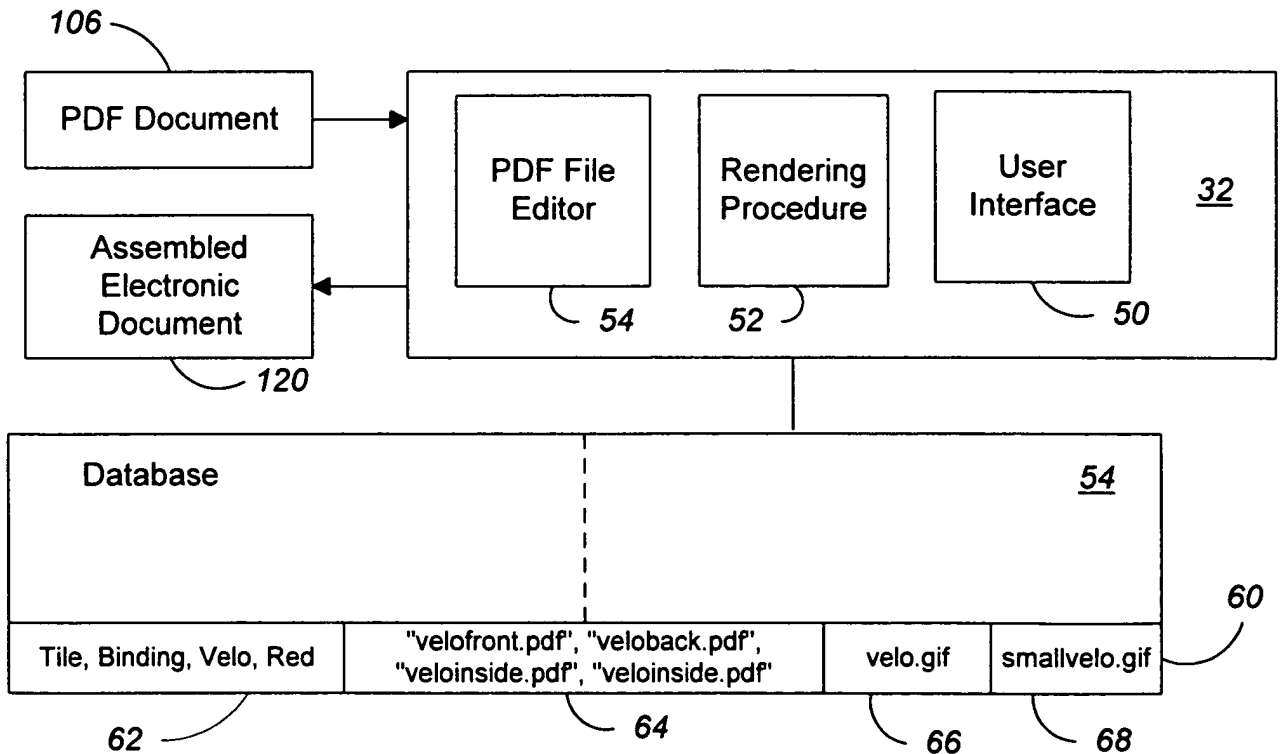 106
PDF Document
Assembled
Electronic
Document
120
PDF File
Editor
54
Rendering
Procedure
52
User
Interface
50
32
Database
54
60
Tile, Binding, Velo, Red
"velofront.pdf", "veloback.pdf",
"veloinside.pdf", "veloinside.pdf"
velo.gif
smallvelo.gif
62
64
66
68